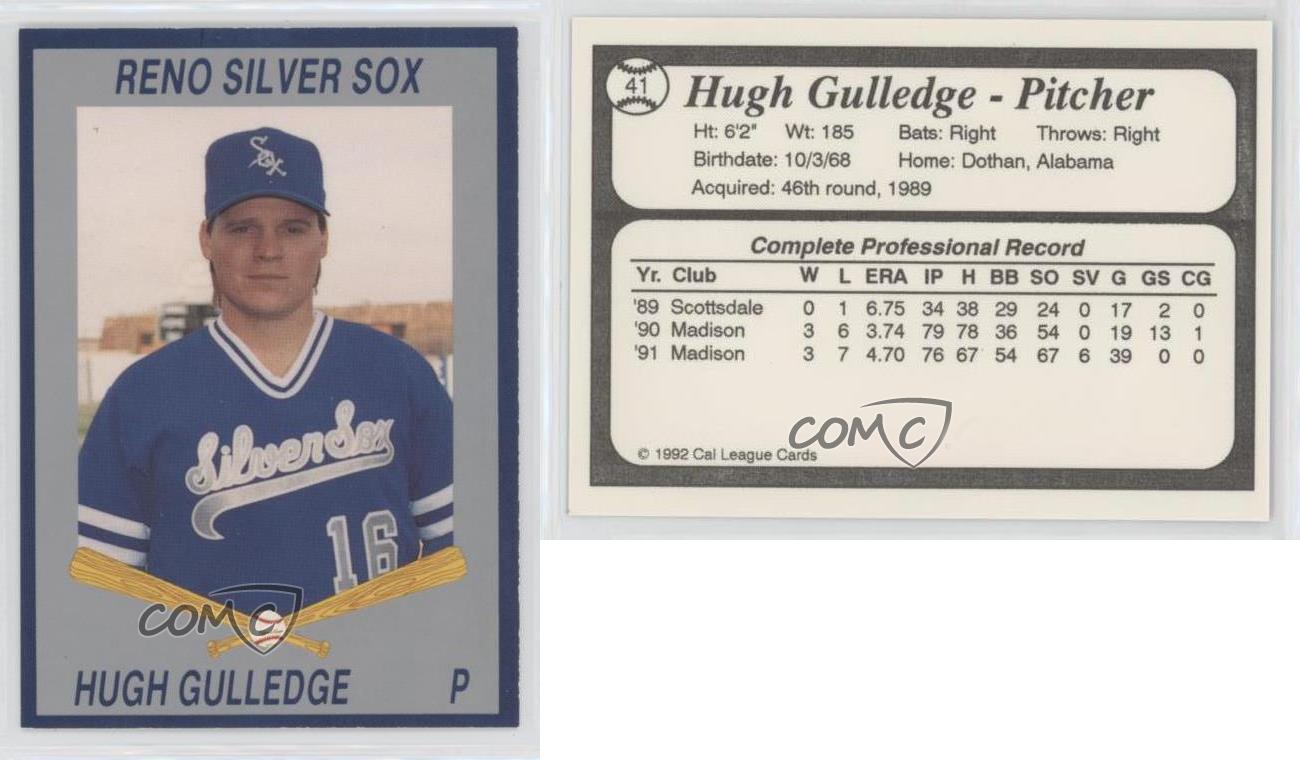 RENO SILVER SOX
Sox
Silver Sox
16
COMC
HUGH GULLEDGE P
41
Hugh Gulledge - Pitcher
Ht: 6'2" Wt: 185 Bats: Right Throws: Right
Birthdate: 10/3/68 Home: Dothan, Alabama
Acquired: 46th round, 1989
Complete Professional Record
Yr. Club W L ERA IP H BB SO SV G GS CG
'89 Scottsdale 0 1 6.75 34 38 29 24 0 17 2 0
'90 Madison 3 6 3.74 79 78 36 54 0 19 13 1
'91 Madison 3 7 4.70 76 67 54 67 6 39 0 0
COMC
© 1992 Cal League Cards